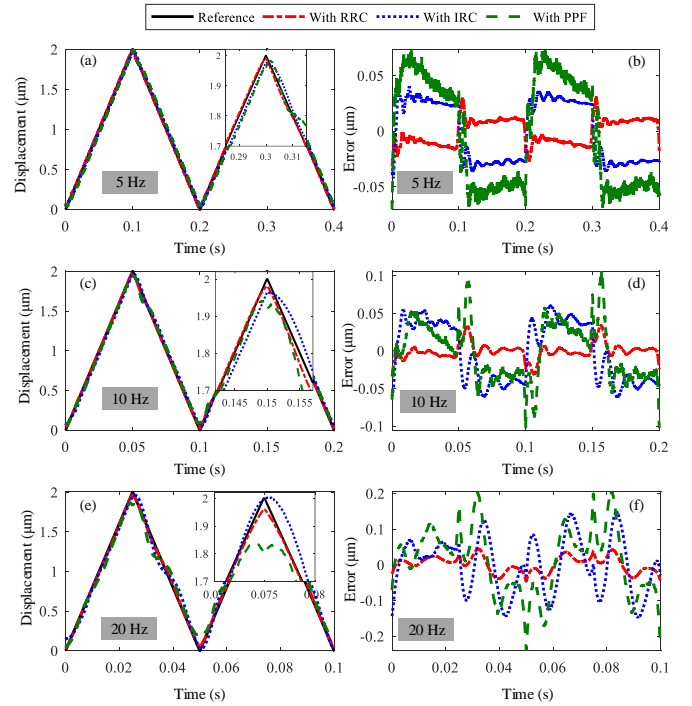 Reference With RRC With IRC With PPF
(a)
Displacement (μm)
2
1.5
1
0.5
0
0 0.1 0.2 0.3 0.4
Time (s)
5 Hz
2
1.9
1.8
1.7
0.29 0.3 0.31
(b)
Error (μm)
0.05
0
-0.05
0 0.1 0.2 0.3 0.4
Time (s)
5 Hz
(c)
Displacement (μm)
2
1.5
1
0.5
0
0 0.05 0.1 0.15 0.2
Time (s)
10 Hz
2
1.9
1.8
1.7
0.145 0.15 0.155
(d)
Error (μm)
0.1
0.05
0
-0.05
-0.1
0 0.05 0.1 0.15 0.2
Time (s)
10 Hz
(e)
Displacement (μm)
2
1.5
1
0.5
0
0 0.02 0.04 0.06 0.08 0.1
Time (s)
20 Hz
2
1.9
1.8
1.7
0.075
(f)
Error (μm)
0.2
0.1
0
-0.1
-0.2
0 0.02 0.04 0.06 0.08 0.1
Time (s)
20 Hz